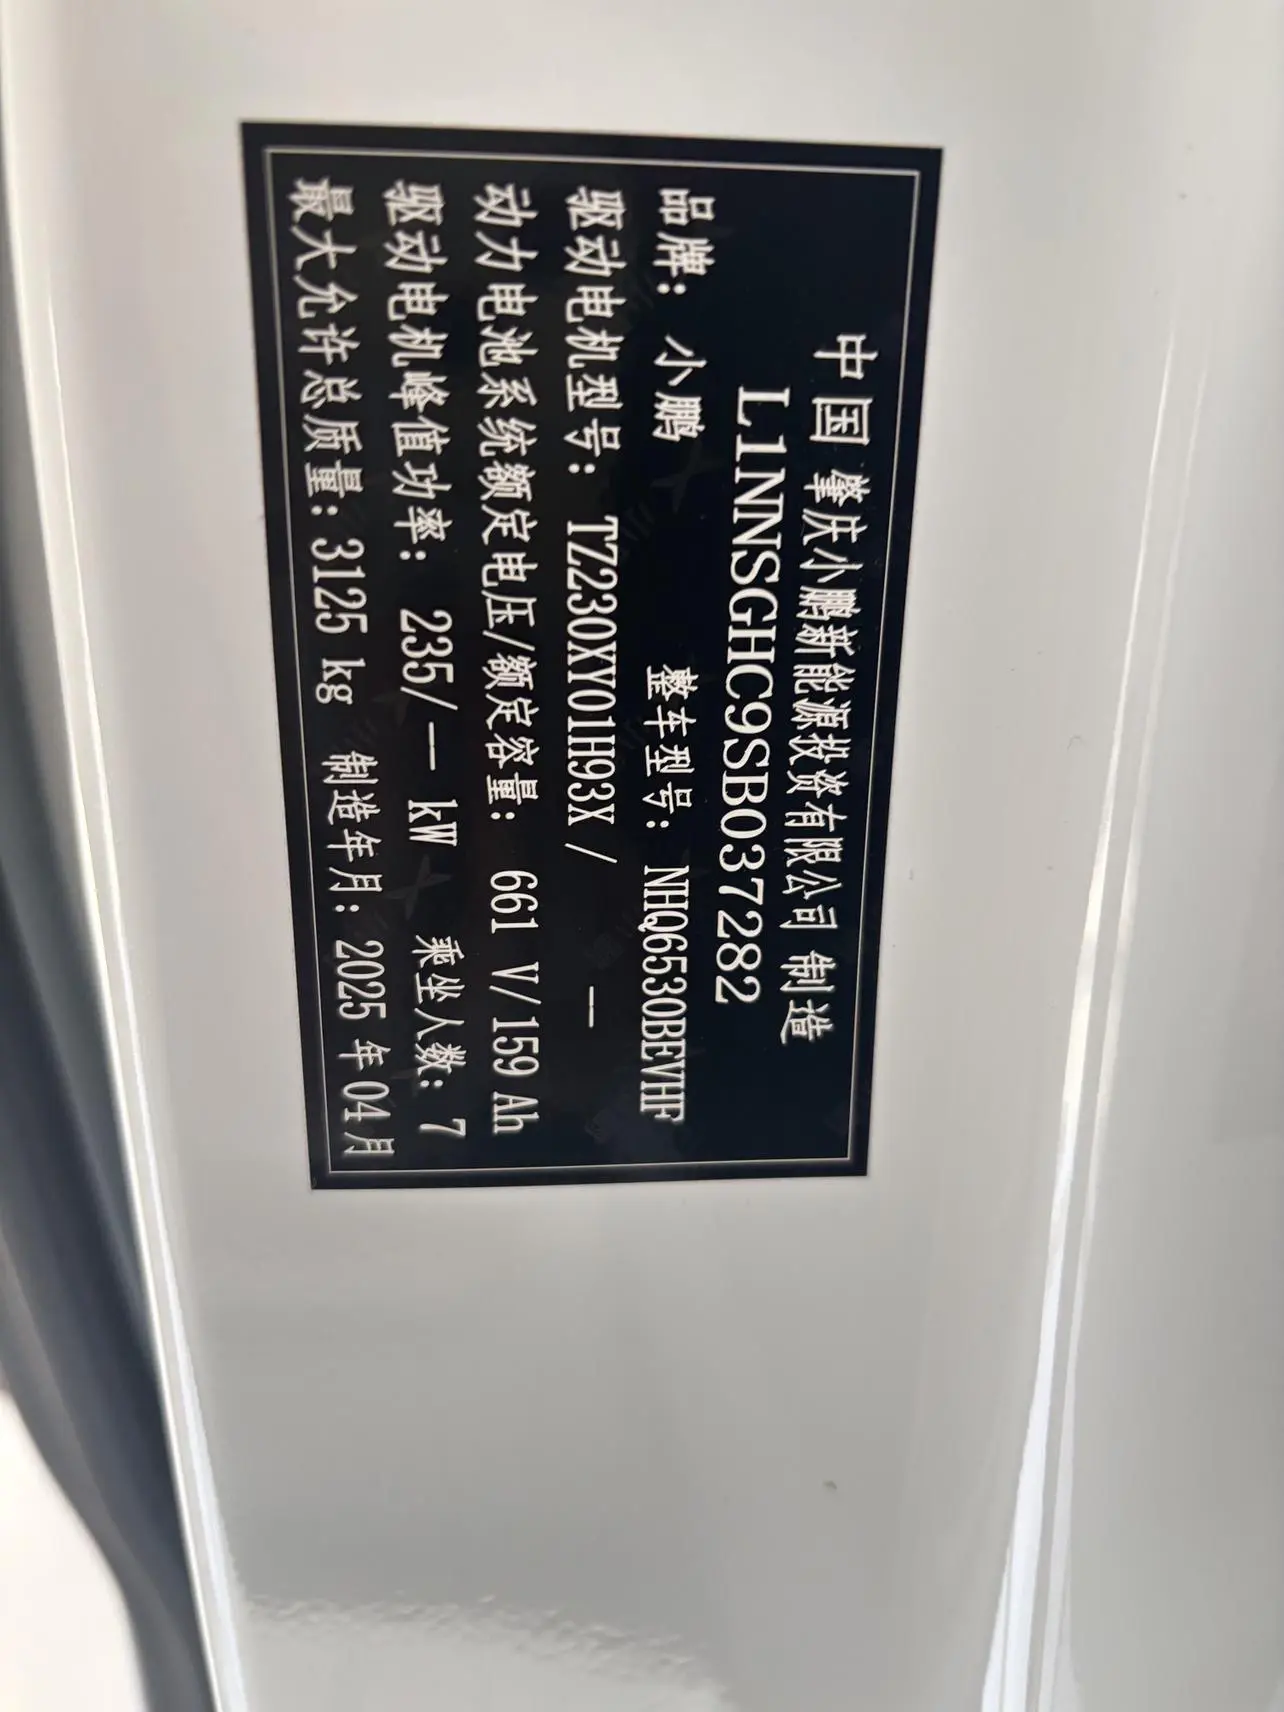 中国 肇庆小鹏新能源投资有限公司 制造
L1NNSGHC9SB037282
品牌：小鹏 整车型号：NHQ6530BEVHF
驱动电机型号：TZ230XY01H93X / —
动力电池系统额定电压/额定容量：661 V/159 Ah
驱动电机峰值功率：235/— kW 乘坐人数：7
最大允许总质量：3125 kg 制造年月：2025 年 04月